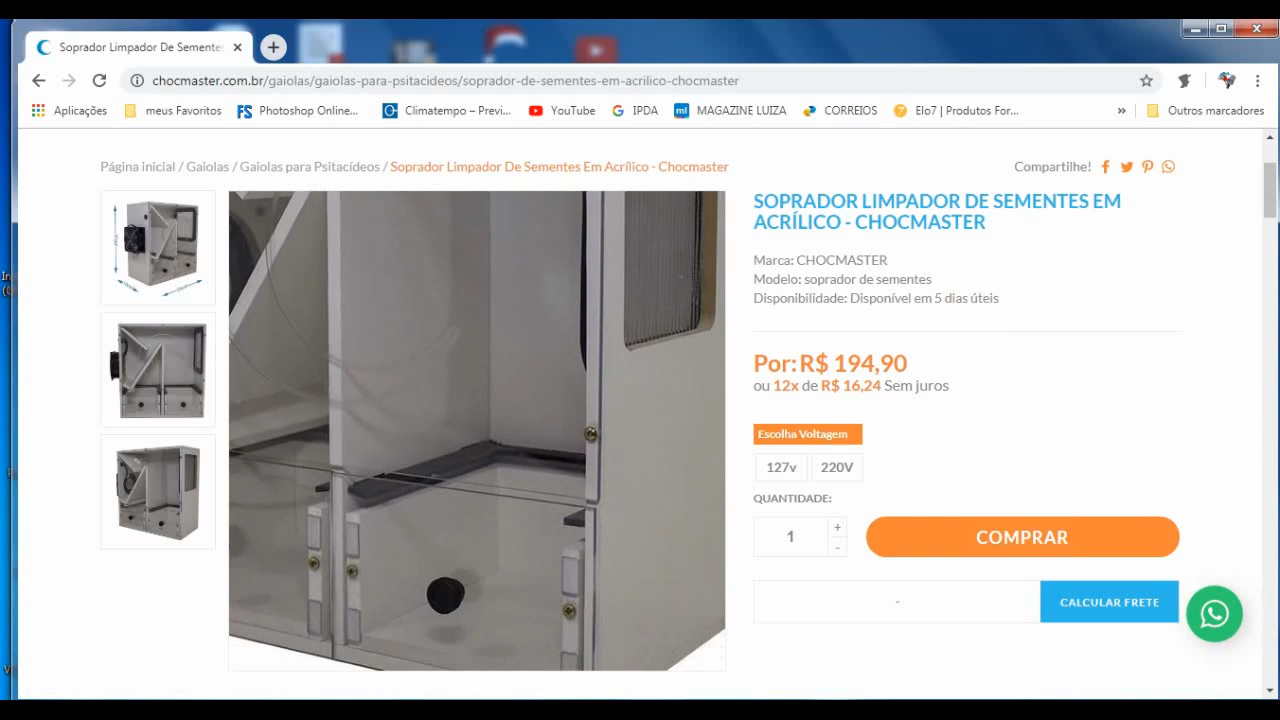 Soprador Limpador De Semente
chocmaster.com.br/gaiolas/gaiolas-para-psitacideos/soprador-de-sementes-em-acrilico-chocmaster
Aplicações
meus Favoritos
FS Photoshop Online...
Climatempo – Previ...
YouTube
G IPDA
ml MAGAZINE LUIZA
CORREIOS
? Elo7 | Produtos For...
»
Outros marcadores
Página inicial / Gaiolas / Gaiolas para Psitacídeos / Soprador Limpador De Sementes Em Acrílico - Chocmaster
Compartilhe!
SOPRADOR LIMPADOR DE SEMENTES EM
ACRÍLICO - CHOCMASTER
Marca: CHOCMASTER
Modelo: soprador de sementes
Disponibilidade: Disponível em 5 dias úteis
Por: R$ 194,90
ou 12x de R$ 16,24 Sem juros
Escolha Voltagem
127v
220V
QUANTIDADE:
1
+
-
COMPRAR
-
CALCULAR FRETE